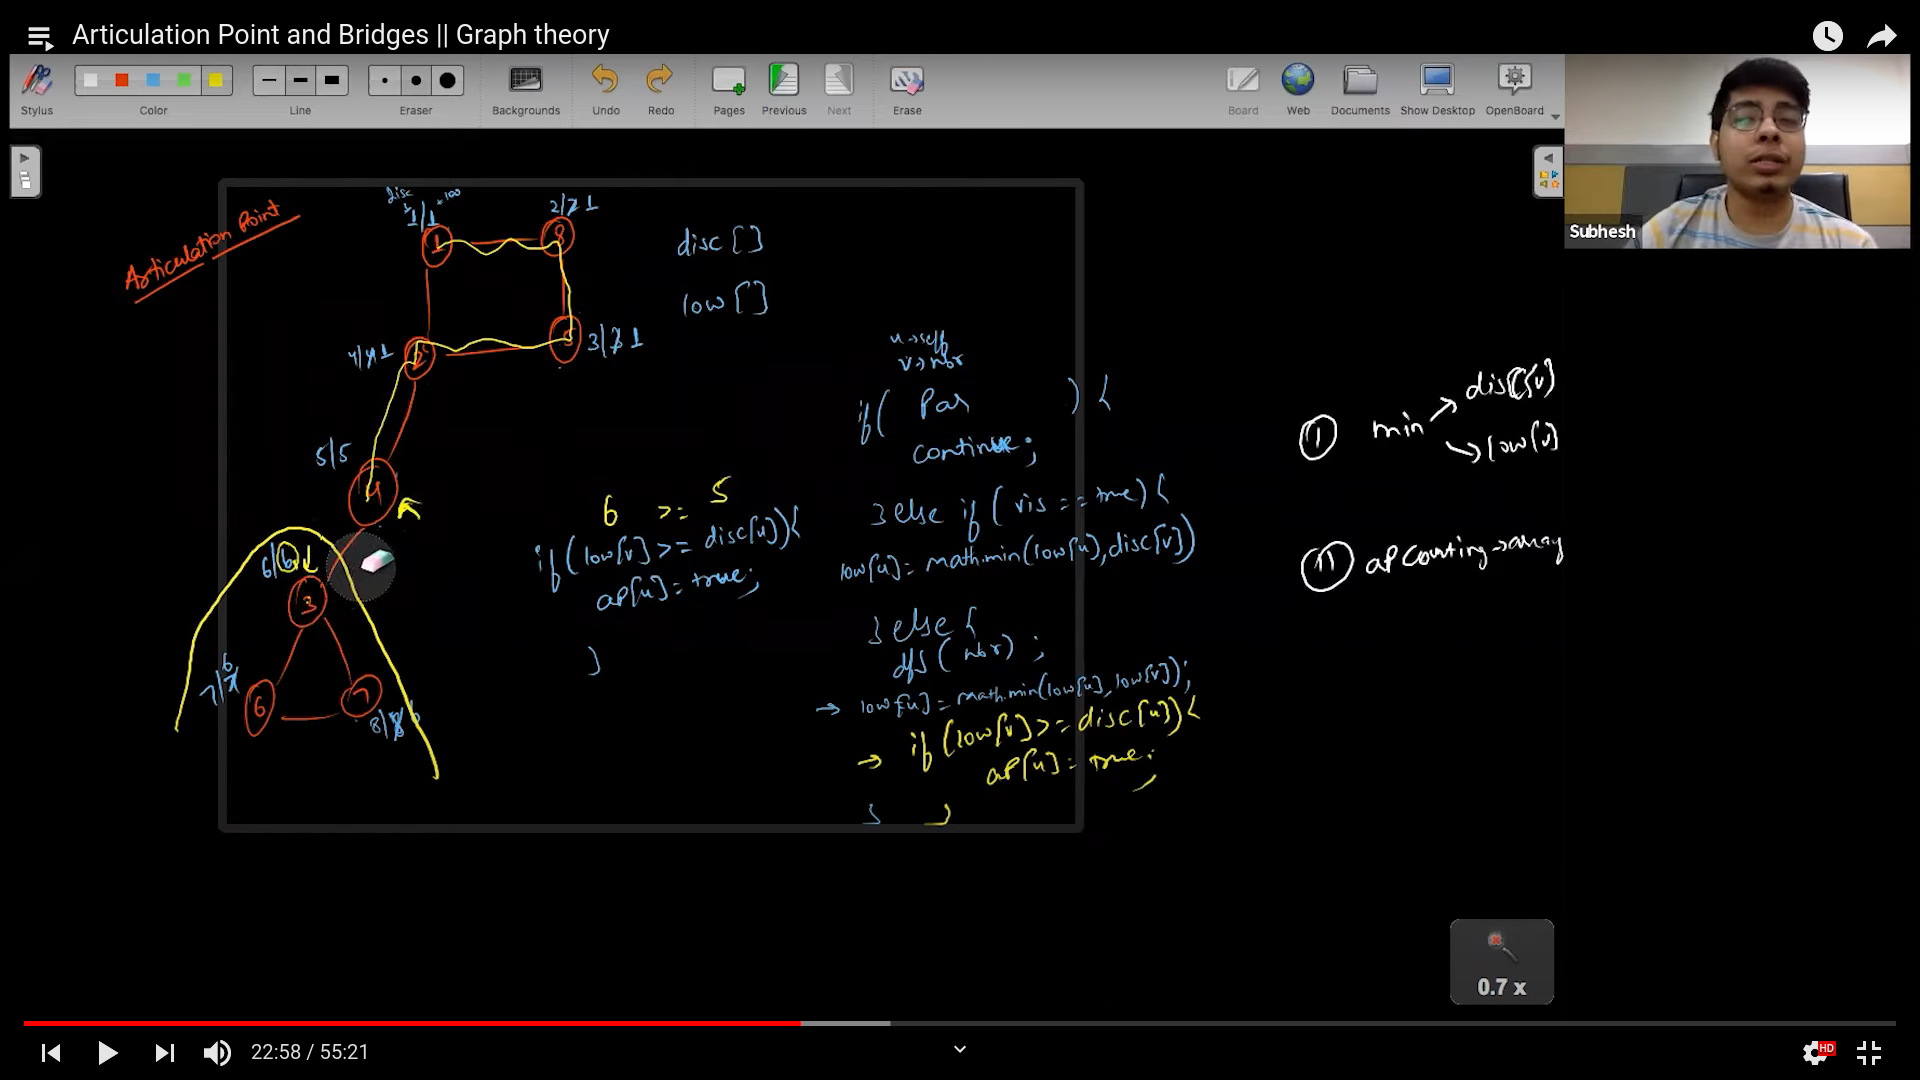 Articulation Point and Bridges || Graph theory
Stylus
Color
Line
Eraser
Backgrounds
Undo
Redo
Pages
Previous
Next
Erase
Board
Web
Documents
Show Desktop
OpenBoard
Subhesh
Articulation Point
disc
1/1
100
2/2 1
1
8
disc []
low []
4/4 1
2
5
3/3 1
u → self
v → nbr
if( Par ) {
continue;
5/5
4
} else if ( vis == true) {
low[u] = math.min(low[u], disc[v])
6 >= 5
if(low[v] >= disc[u]) {
ap[u] = true;
}
6/6
3
} else {
dfs( nbr) ;
→ low[u] = math.min(low[u], low[v]);
→ if (low[v] >= disc[u]) {
ap[u] = true;
} }
6
7/7
6
7
8/8 6
I min → disc[v]
→ low[v]
II AP counting → array
0.7 x
22:58 / 55:21
HD